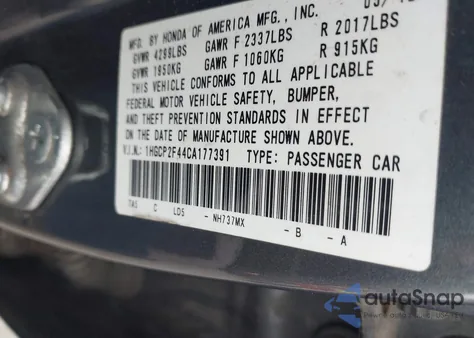 MFD. BY HONDA OF AMERICA MFG., INC.
GVWR 4299LBS GAWR F 2337LBS R 2017LBS
GVWR 1950KG GAWR F 1060KG R 915KG
THIS VEHICLE CONFORMS TO ALL APPLICABLE
FEDERAL MOTOR VEHICLE SAFETY, BUMPER,
AND THEFT PREVENTION STANDARDS IN EFFECT
ON THE DATE OF MANUFACTURE SHOWN ABOVE.
V.I.N.: 1HGCP2F44CA177391 TYPE: PASSENGER CAR
TA5 C LDS -NH737MX -B -A
autoSnap